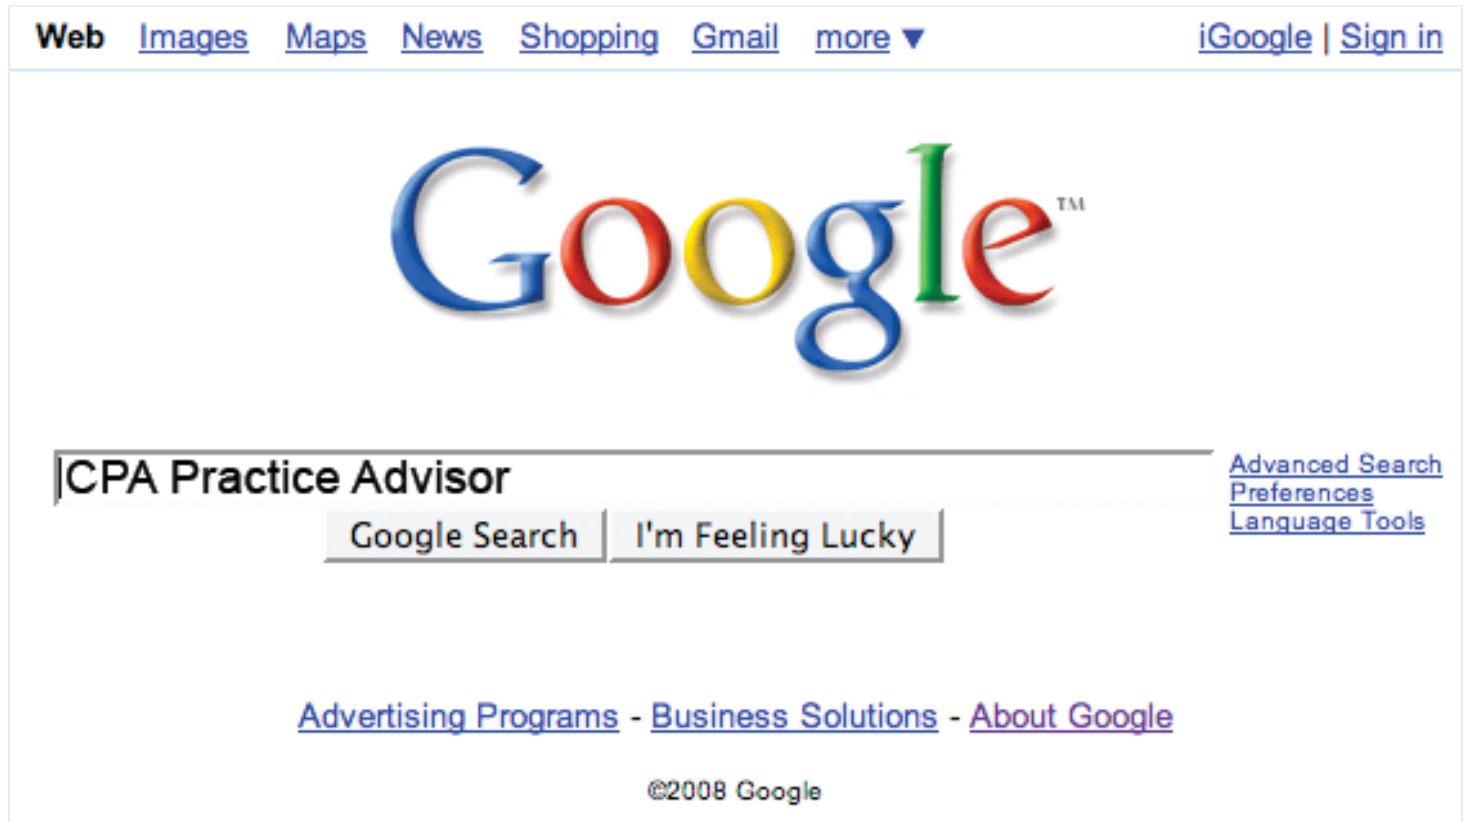 Web Images Maps News Shopping Gmail more ▼ iGoogle | Sign in
Google™
CPA Practice Advisor
Advanced Search
Preferences
Language Tools
Google Search I'm Feeling Lucky
Advertising Programs - Business Solutions - About Google
©2008 Google